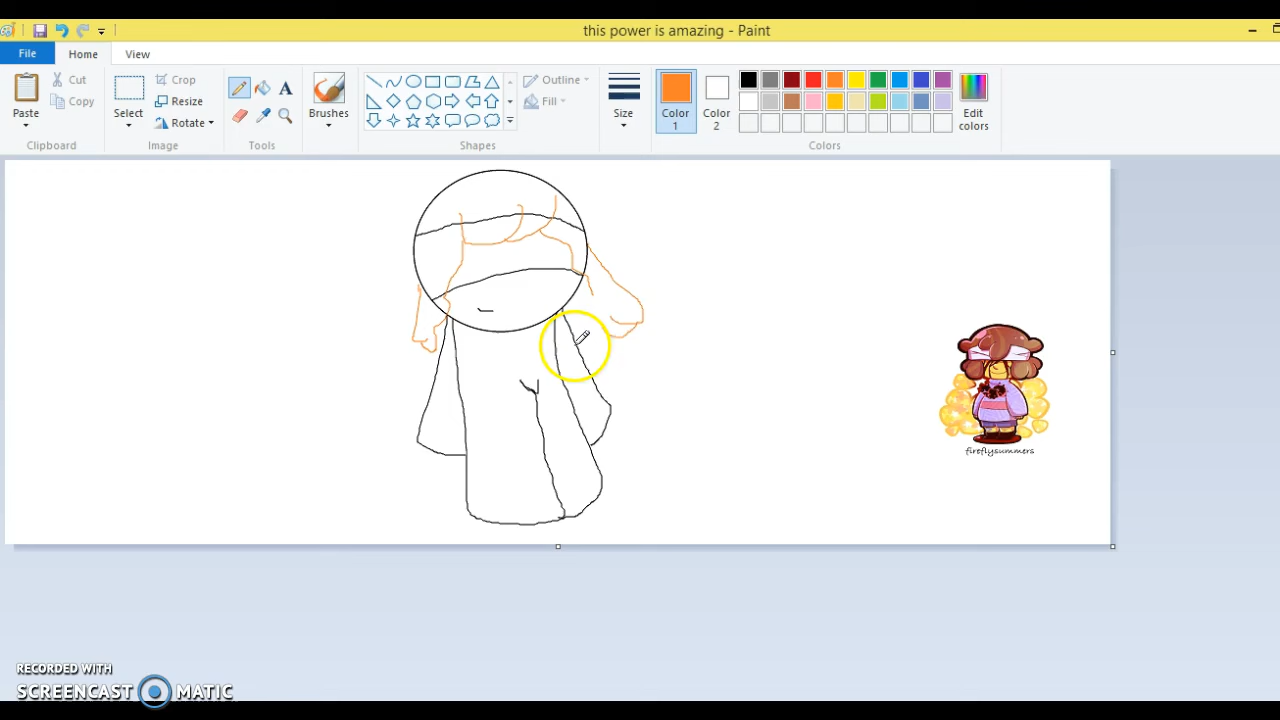 this power is amazing - Paint
File Home View
Paste
Cut
Copy
Clipboard
Select
Crop
Resize
Rotate
Image
A
Tools
Brushes
Shapes
Outline
Fill
Size
Color 1
Color 2
Edit colors
Colors
fireflysummers
RECORDED WITH
SCREENCAST MATIC